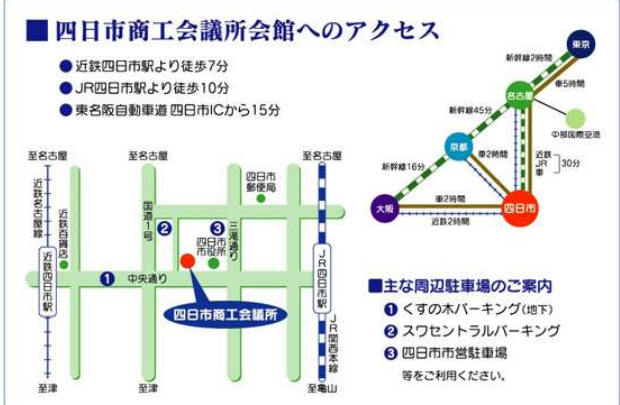 ■ 四日市商工会議所会館へのアクセス
● 近鉄四日市駅より徒歩7分
● JR四日市駅より徒歩10分
● 東名阪自動車道 四日市ICから15分
至名古屋
至名古屋
至名古屋
近鉄名古屋線
近鉄百貨店
近鉄四日市駅
国道1号
四日市
郵便局
三滝通り
❷
❸
四日市
市役所
❶
中央通り
四日市商工会議所
JR四日市駅
JR関西本線
至津
至津
至亀山
東京
新幹線2時間
車5時間
名古屋
中部国際空港
新幹線45分
京都
車2時間
近鉄
JR
車
30分
新幹線16分
大阪
車2時間
近鉄2時間
四日市
■主な周辺駐車場のご案内
❶ くすの木パーキング(地下)
❷ スワセントラルパーキング
❸ 四日市市営駐車場
等をご利用ください。